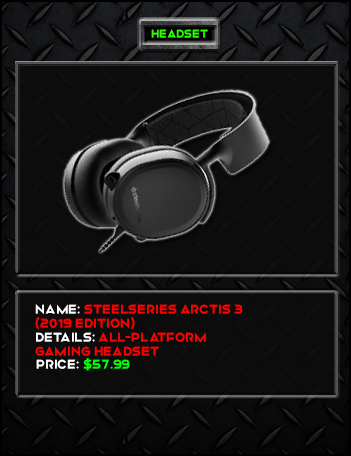 HEADSET
NAME: STEELSERIES ARCTIS 3
(2019 EDITION)
DETAILS: ALL-PLATFORM
GAMING HEADSET
PRICE: $57.99